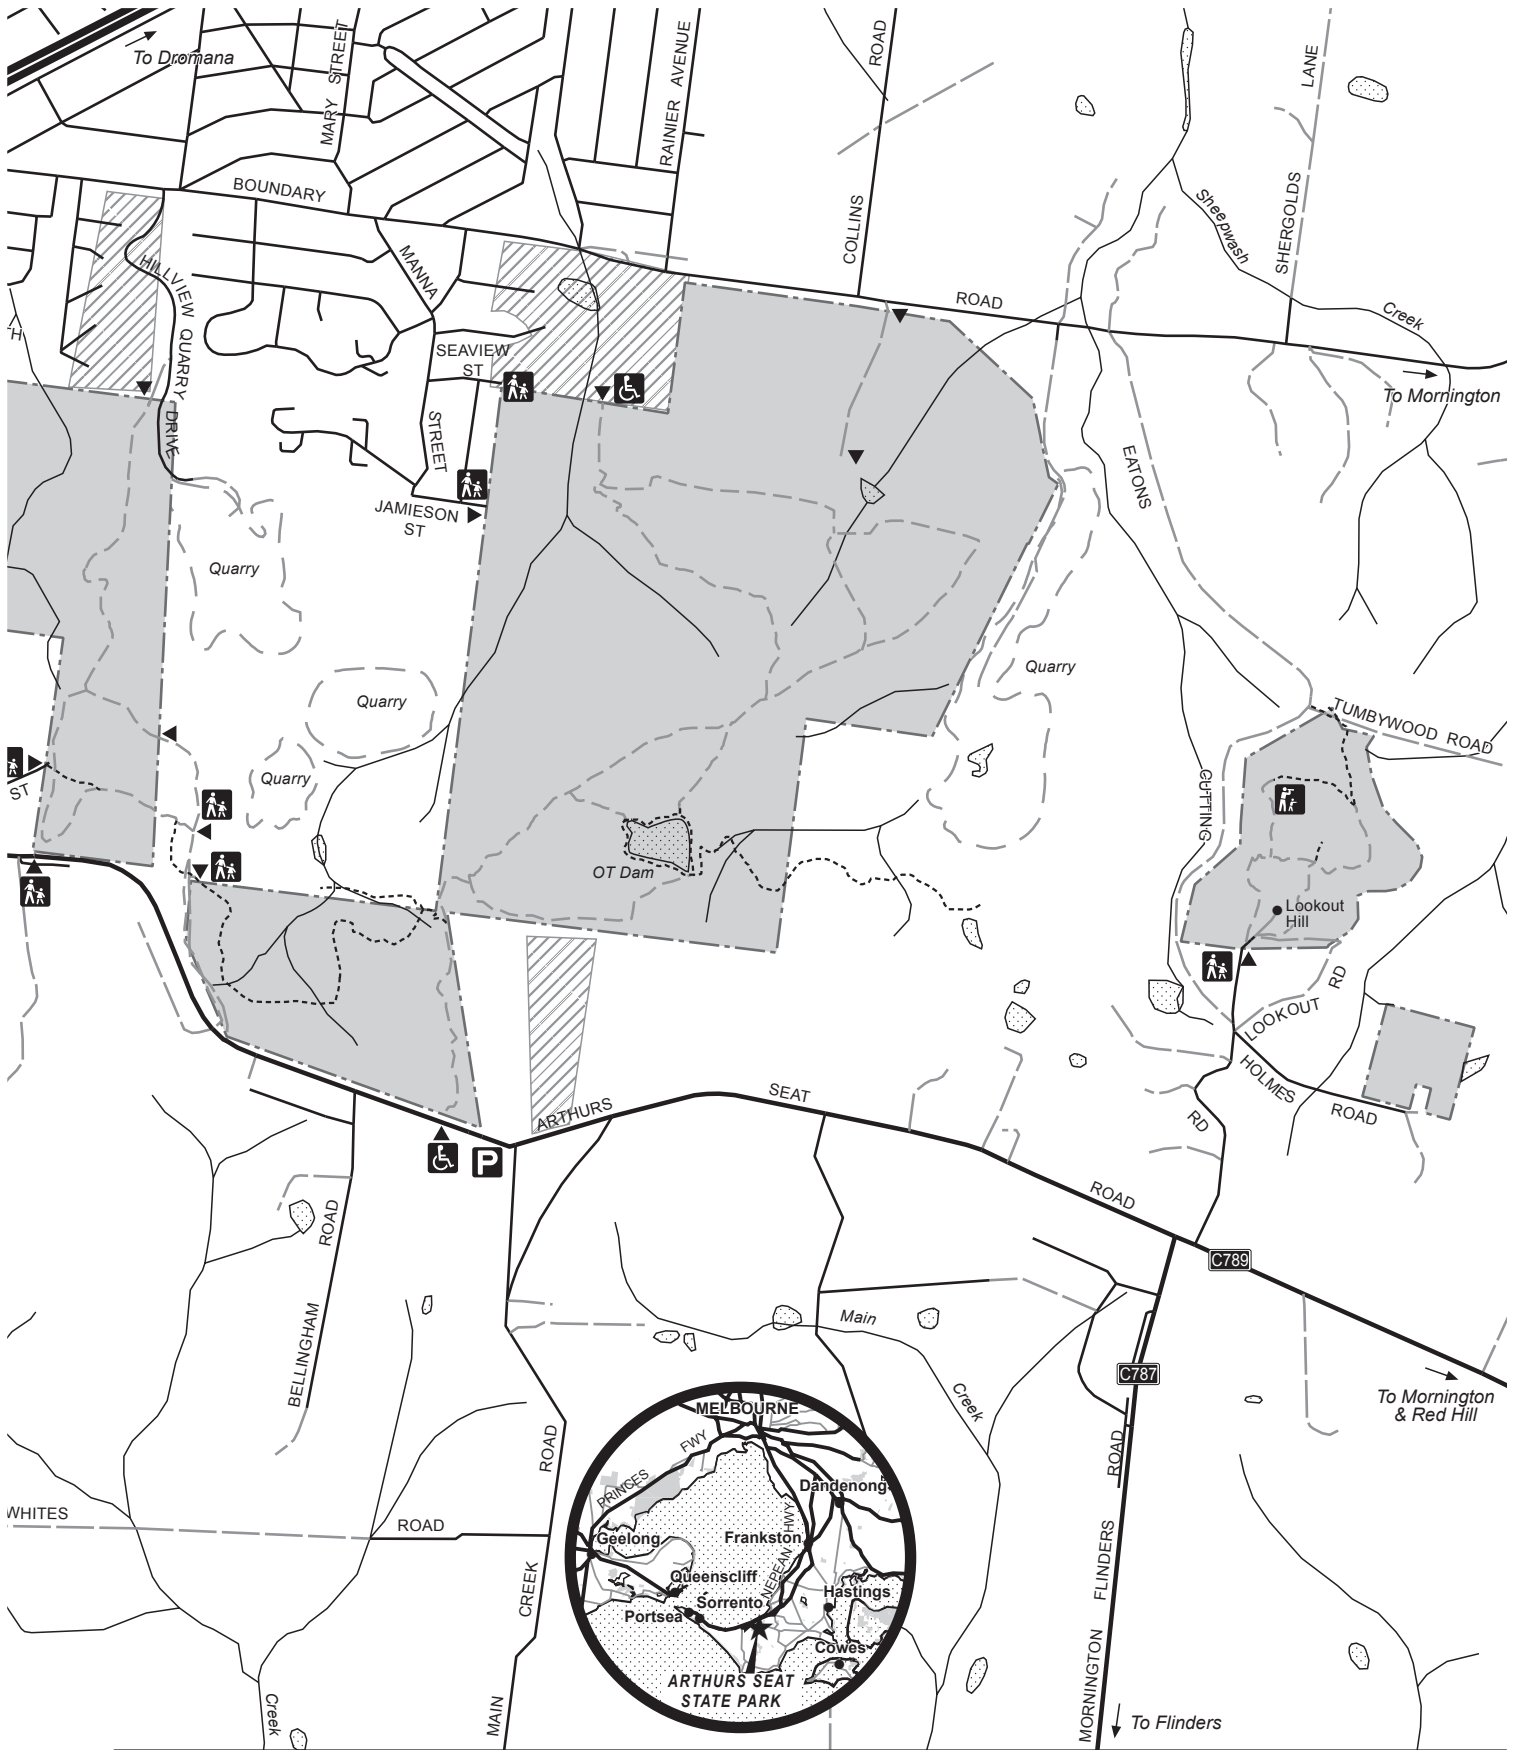 To Dromana
MARY STREET
RAINIER AVENUE
COLLINS ROAD
SHERGOLDS LANE
BOUNDARY
ROAD
Sheepwash
Creek
To Mornington
HILLVIEW QUARRY DRIVE
MANNA
STREET
SEAVIEW
ST
JAMIESON
ST
TH
EATONS
CUTTING
RD
Quarry
Quarry
Quarry
Quarry
TUMBYWOOD ROAD
ST
OT Dam
Lookout
Hill
LOOKOUT RD
HOLMES
ROAD
ARTHURS
SEAT
ROAD
P
C789
C787
To Mornington
& Red Hill
BELLINGHAM ROAD
Main
Creek
WHITES
ROAD
MAIN CREEK ROAD
Creek
MORNINGTON FLINDERS ROAD
To Flinders
MELBOURNE
PRINCES FWY
Dandenong
Geelong
Frankston
NEPEAN HWY
Queenscliff
Hastings
Sorrento
Portsea
Cowes
ARTHURS SEAT
STATE PARK